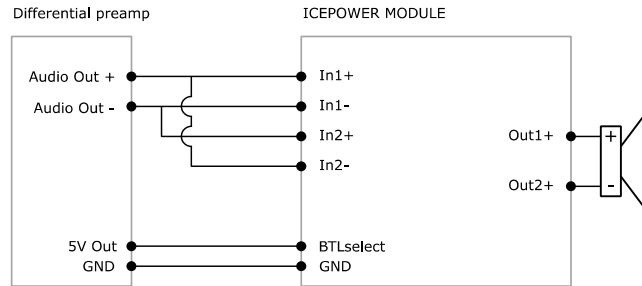 Differential preamp
ICEPOWER MODULE
Audio Out +
In1+
Audio Out -
In1-
In2+
Out1+
+
In2-
Out2+
-
5V Out
BTLselect
GND
GND